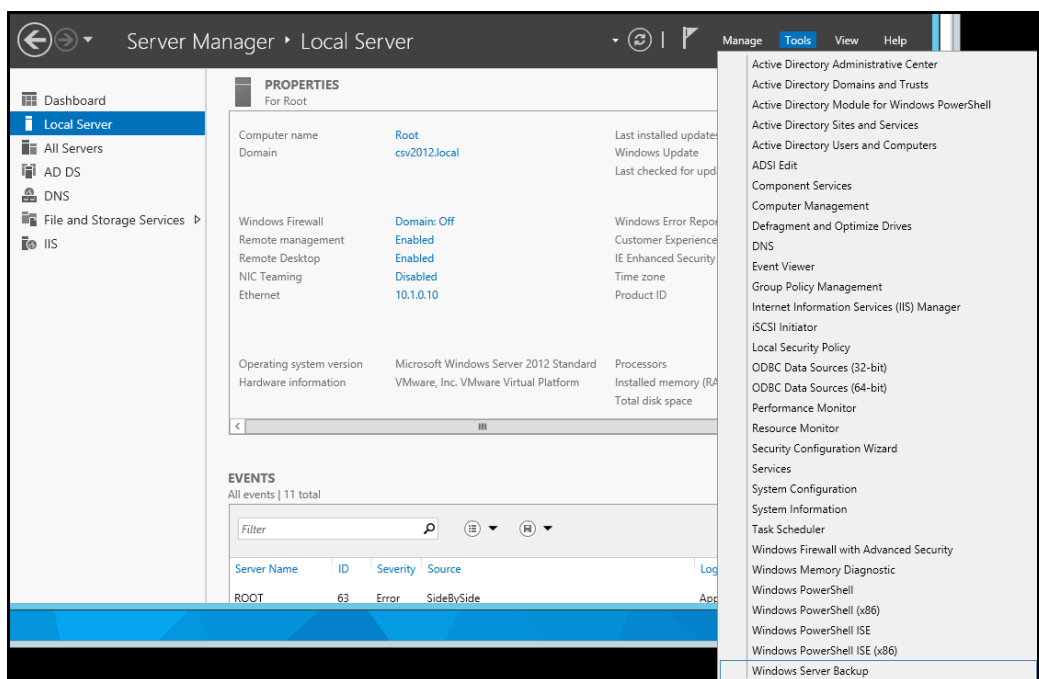 Server Manager ‣ Local Server
Manage Tools View Help
Dashboard
Local Server
All Servers
AD DS
DNS
File and Storage Services
IIS
PROPERTIES
For Root
Computer name Root Last installed updates
Domain csv2012.local Windows Update
Last checked for upd
Windows Firewall Domain: Off Windows Error Repor
Remote management Enabled Customer Experience
Remote Desktop Enabled IE Enhanced Security
NIC Teaming Disabled Time zone
Ethernet 10.1.0.10 Product ID
Operating system version Microsoft Windows Server 2012 Standard Processors
Hardware information VMware, Inc. VMware Virtual Platform Installed memory (RA
Total disk space
EVENTS
All events | 11 total
Filter
Server Name ID Severity Source Log
ROOT 63 Error SideBySide App
Active Directory Administrative Center
Active Directory Domains and Trusts
Active Directory Module for Windows PowerShell
Active Directory Sites and Services
Active Directory Users and Computers
ADSI Edit
Component Services
Computer Management
Defragment and Optimize Drives
DNS
Event Viewer
Group Policy Management
Internet Information Services (IIS) Manager
iSCSI Initiator
Local Security Policy
ODBC Data Sources (32-bit)
ODBC Data Sources (64-bit)
Performance Monitor
Resource Monitor
Security Configuration Wizard
Services
System Configuration
System Information
Task Scheduler
Windows Firewall with Advanced Security
Windows Memory Diagnostic
Windows PowerShell
Windows PowerShell (x86)
Windows PowerShell ISE
Windows PowerShell ISE (x86)
Windows Server Backup